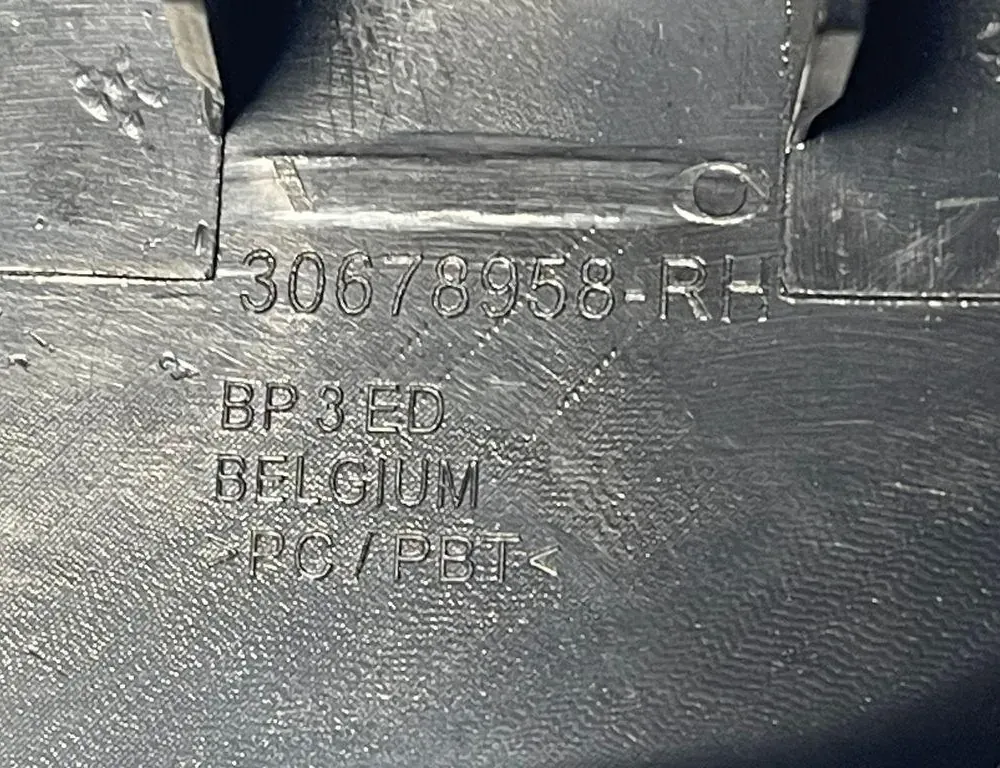 30678958-RH
BP 3 ED
BELGIUM
>PC / PBT<